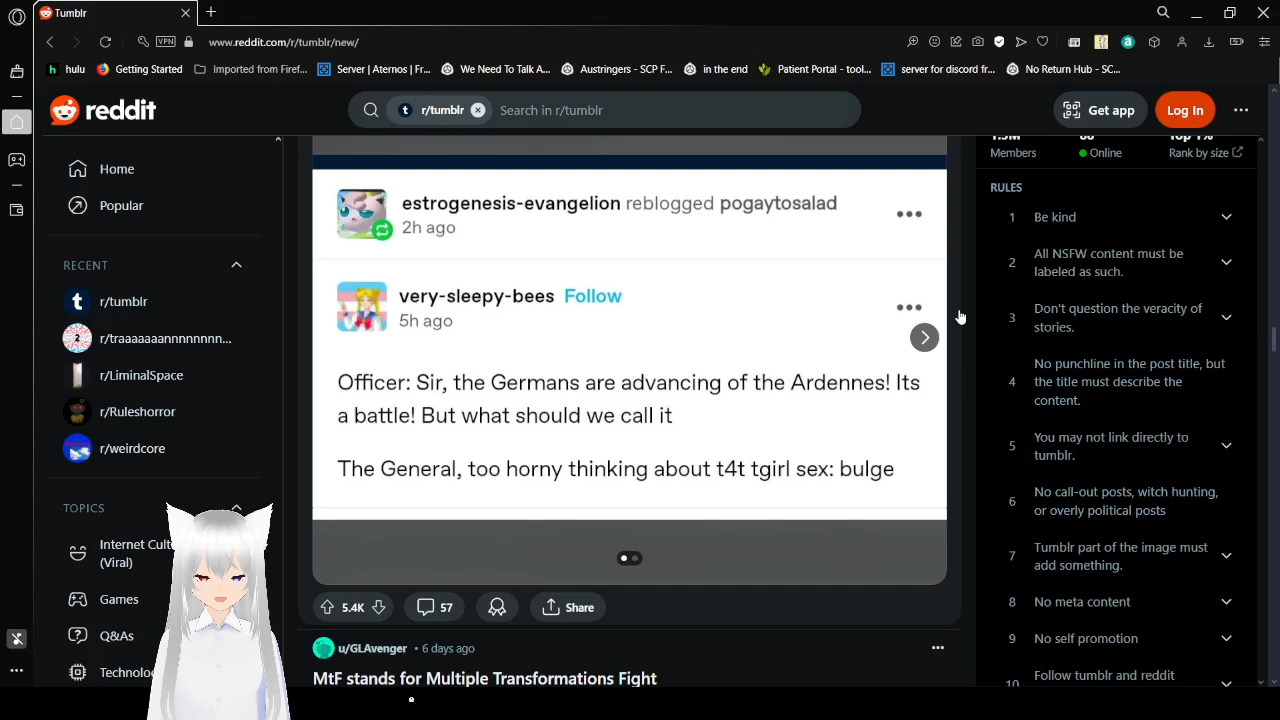 Tumblr
VPN
www.reddit.com/r/tumblr/new/
hulu
Getting Started
Imported from Firef...
Server | Aternos | Fr...
We Need To Talk A...
Austringers - SCP F...
in the end
Patient Portal - tool...
server for discord fr...
No Return Hub - SC...
reddit
r/tumblr
Search in r/tumblr
Get app
Log In
Home
Popular
RECENT
r/tumblr
r/traaaaaaannnnnnnn...
r/LiminalSpace
r/Ruleshorror
r/weirdcore
TOPICS
Internet Cult
(Viral)
Games
Q&As
Technolo
estrogenesis-evangelion reblogged pogaytosalad
2h ago
very-sleepy-bees Follow
5h ago
Officer: Sir, the Germans are advancing of the Ardennes! Its
a battle! But what should we call it
The General, too horny thinking about t4t tgirl sex: bulge
5.4K
57
Share
u/GLAvenger • 6 days ago
MtF stands for Multiple Transformations Fight
Members
Online
Top 1%
Rank by size
RULES
1 Be kind
2 All NSFW content must be
labeled as such.
3 Don't question the veracity of
stories.
4 No punchline in the post title, but
the title must describe the
content.
5 You may not link directly to
tumblr.
6 No call-out posts, witch hunting,
or overly political posts
7 Tumblr part of the image must
add something.
8 No meta content
9 No self promotion
10 Follow tumblr and reddit